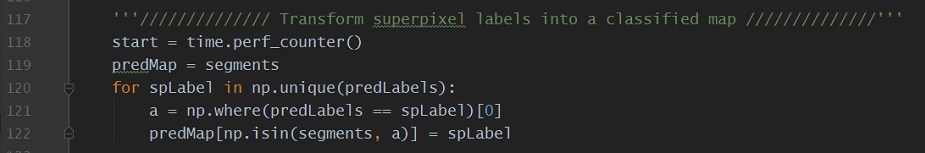 117 '''////////////// Transform superpixel labels into a classified map //////////////'''
118 start = time.perf_counter()
119 predMap = segments
120 for spLabel in np.unique(predLabels):
121 a = np.where(predLabels == spLabel)[0]
122 predMap[np.isin(segments, a)] = spLabel